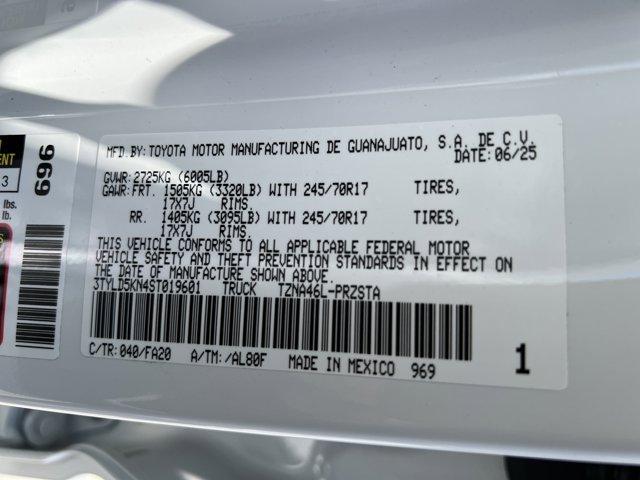 MFD.BY:TOYOTA MOTOR MANUFACTURING DE GUANAJUATO, S.A. DE C.V.
DATE: 06/25
GVWR: 2725KG (6005LB)
GAWR: FRT. 1505KG (3320LB) WITH 245/70R17 TIRES,
17X7J RIMS.
RR. 1405KG (3095LB) WITH 245/70R17 TIRES,
17X7J RIMS.
THIS VEHICLE CONFORMS TO ALL APPLICABLE FEDERAL MOTOR
VEHICLE SAFETY AND THEFT PREVENTION STANDARDS IN EFFECT ON
THE DATE OF MANUFACTURE SHOWN ABOVE.
3TYLD5KN4ST019601 TRUCK TZNA46L-PRZSTA
C/TR: 040/FA20 A/TM: /AL80F MADE IN MEXICO 969
1
969
3
lbs.
lb.